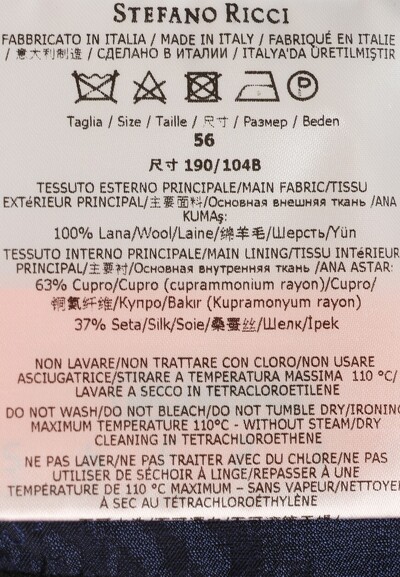 STEFANO RICCI
FABBRICATO IN ITALIA / MADE IN ITALY / FABRIQUÉ EN ITALIE
/ 意大利制造 / СДЕЛАНО В ИТАЛИИ / ITALYA'DA ÜRETILMIŞTIR
P
Taglia / Size / Taille / 尺寸 / Размер / Beden
56
尺寸 190/104B
TESSUTO ESTERNO PRINCIPALE/MAIN FABRIC/TISSU
EXTéRIEUR PRINCIPAL/主要面料/Основная внешняя ткань /ANA
KUMAş:
100% Lana/Wool/Laine/绵羊毛/Шерсть/Yün
TESSUTO INTERNO PRINCIPALE/MAIN LINING/TISSU INTéRIEUR
PRINCIPAL/主要衬/Основная внутренняя ткань /ANA ASTAR:
63% Cupro/Cupro (cuprammonium rayon)/Cupro/
铜氨纤维/Купро/Bakır (Kupramonyum rayon)
37% Seta/Silk/Soie/桑蚕丝/Шелк/İpek
NON LAVARE/NON TRATTARE CON CLORO/NON USARE
ASCIUGATRICE/STIRARE A TEMPERATURA MASSIMA 110 °C/
LAVARE A SECCO IN TETRACLOROETILENE
DO NOT WASH/DO NOT BLEACH/DO NOT TUMBLE DRY/IRONING
MAXIMUM TEMPERATURE 110°C - WITHOUT STEAM/DRY
CLEANING IN TETRACHLOROETHENE
NE PAS LAVER/NE PAS TRAITER AVEC DU CHLORE/NE PAS
UTILISER DE SÉCHOIR À LINGE/REPASSER À UNE
TEMPÉRATURE DE 110 °C MAXIMUM – SANS VAPEUR/NETTOYER
À SEC AU TÉTRACHLOROÉTHYLÈNE